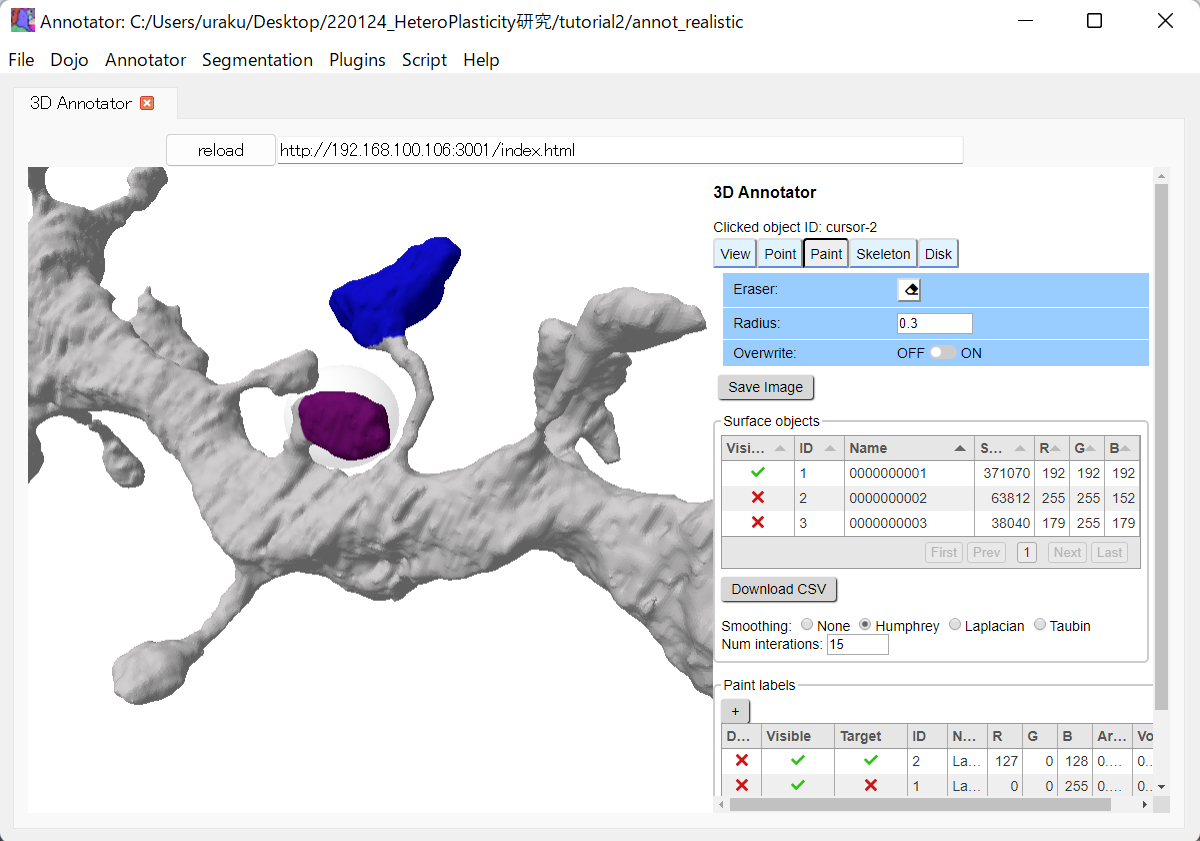 Annotator: C:/Users/uraku/Desktop/220124_HeteroPlasticity研究/tutorial2/annot_realistic
File Dojo Annotator Segmentation Plugins Script Help
3D Annotator
reload http://192.168.100.106:3001/index.html
3D Annotator
Clicked object ID: cursor-2
View Point Paint Skeleton Disk
Eraser:
Radius: 0.3
Overwrite: OFF ON
Save Image
Surface objects
Visi... ID Name S... R G B
1 0000000001 371070 192 192 192
2 0000000002 63812 255 255 152
3 0000000003 38040 179 255 179
First Prev 1 Next Last
Download CSV
Smoothing: None Humphrey Laplacian Taubin
Num interations: 15
Paint labels
+
D... Visible Target ID N... R G B Ar... Vo
2 La... 127 0 128 0.... 0..
1 La... 0 0 255 0.... 0..